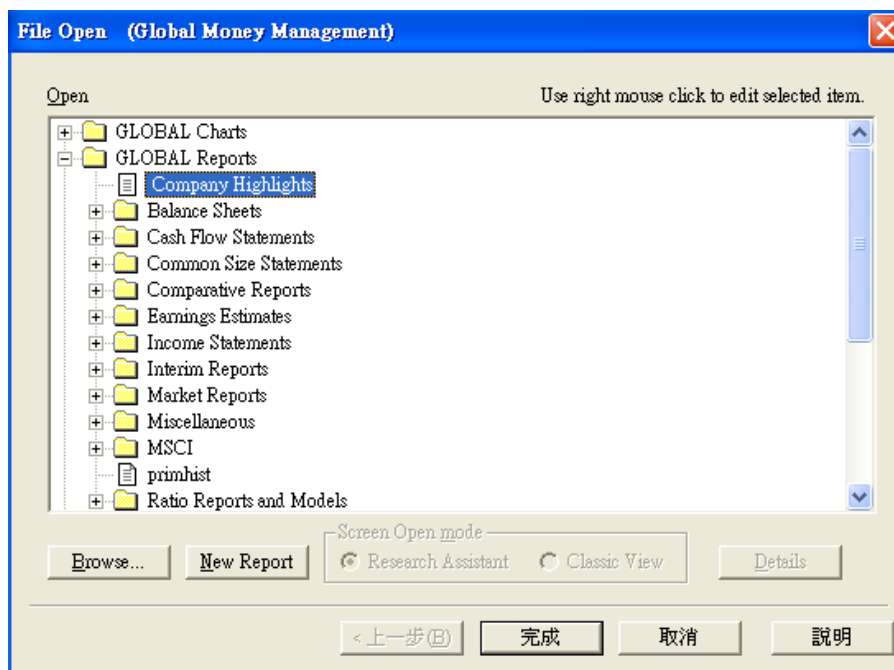 File Open (Global Money Management)
Open
Use right mouse click to edit selected item.
GLOBAL Charts
GLOBAL Reports
Company Highlights
Balance Sheets
Cash Flow Statements
Common Size Statements
Comparative Reports
Earnings Estimates
Income Statements
Interim Reports
Market Reports
Miscellaneous
MSCI
primhist
Ratio Reports and Models
Browse...
New Report
Screen Open mode
Research Assistant
Classic View
Details
< 上一步(B)
完成
取消
說明